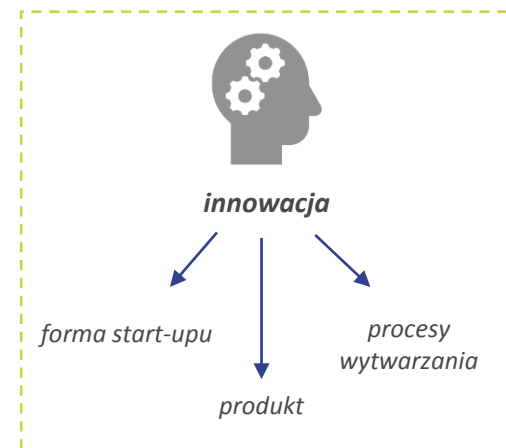 innowacja
forma start-upu
procesy
wytwarzania
produkt